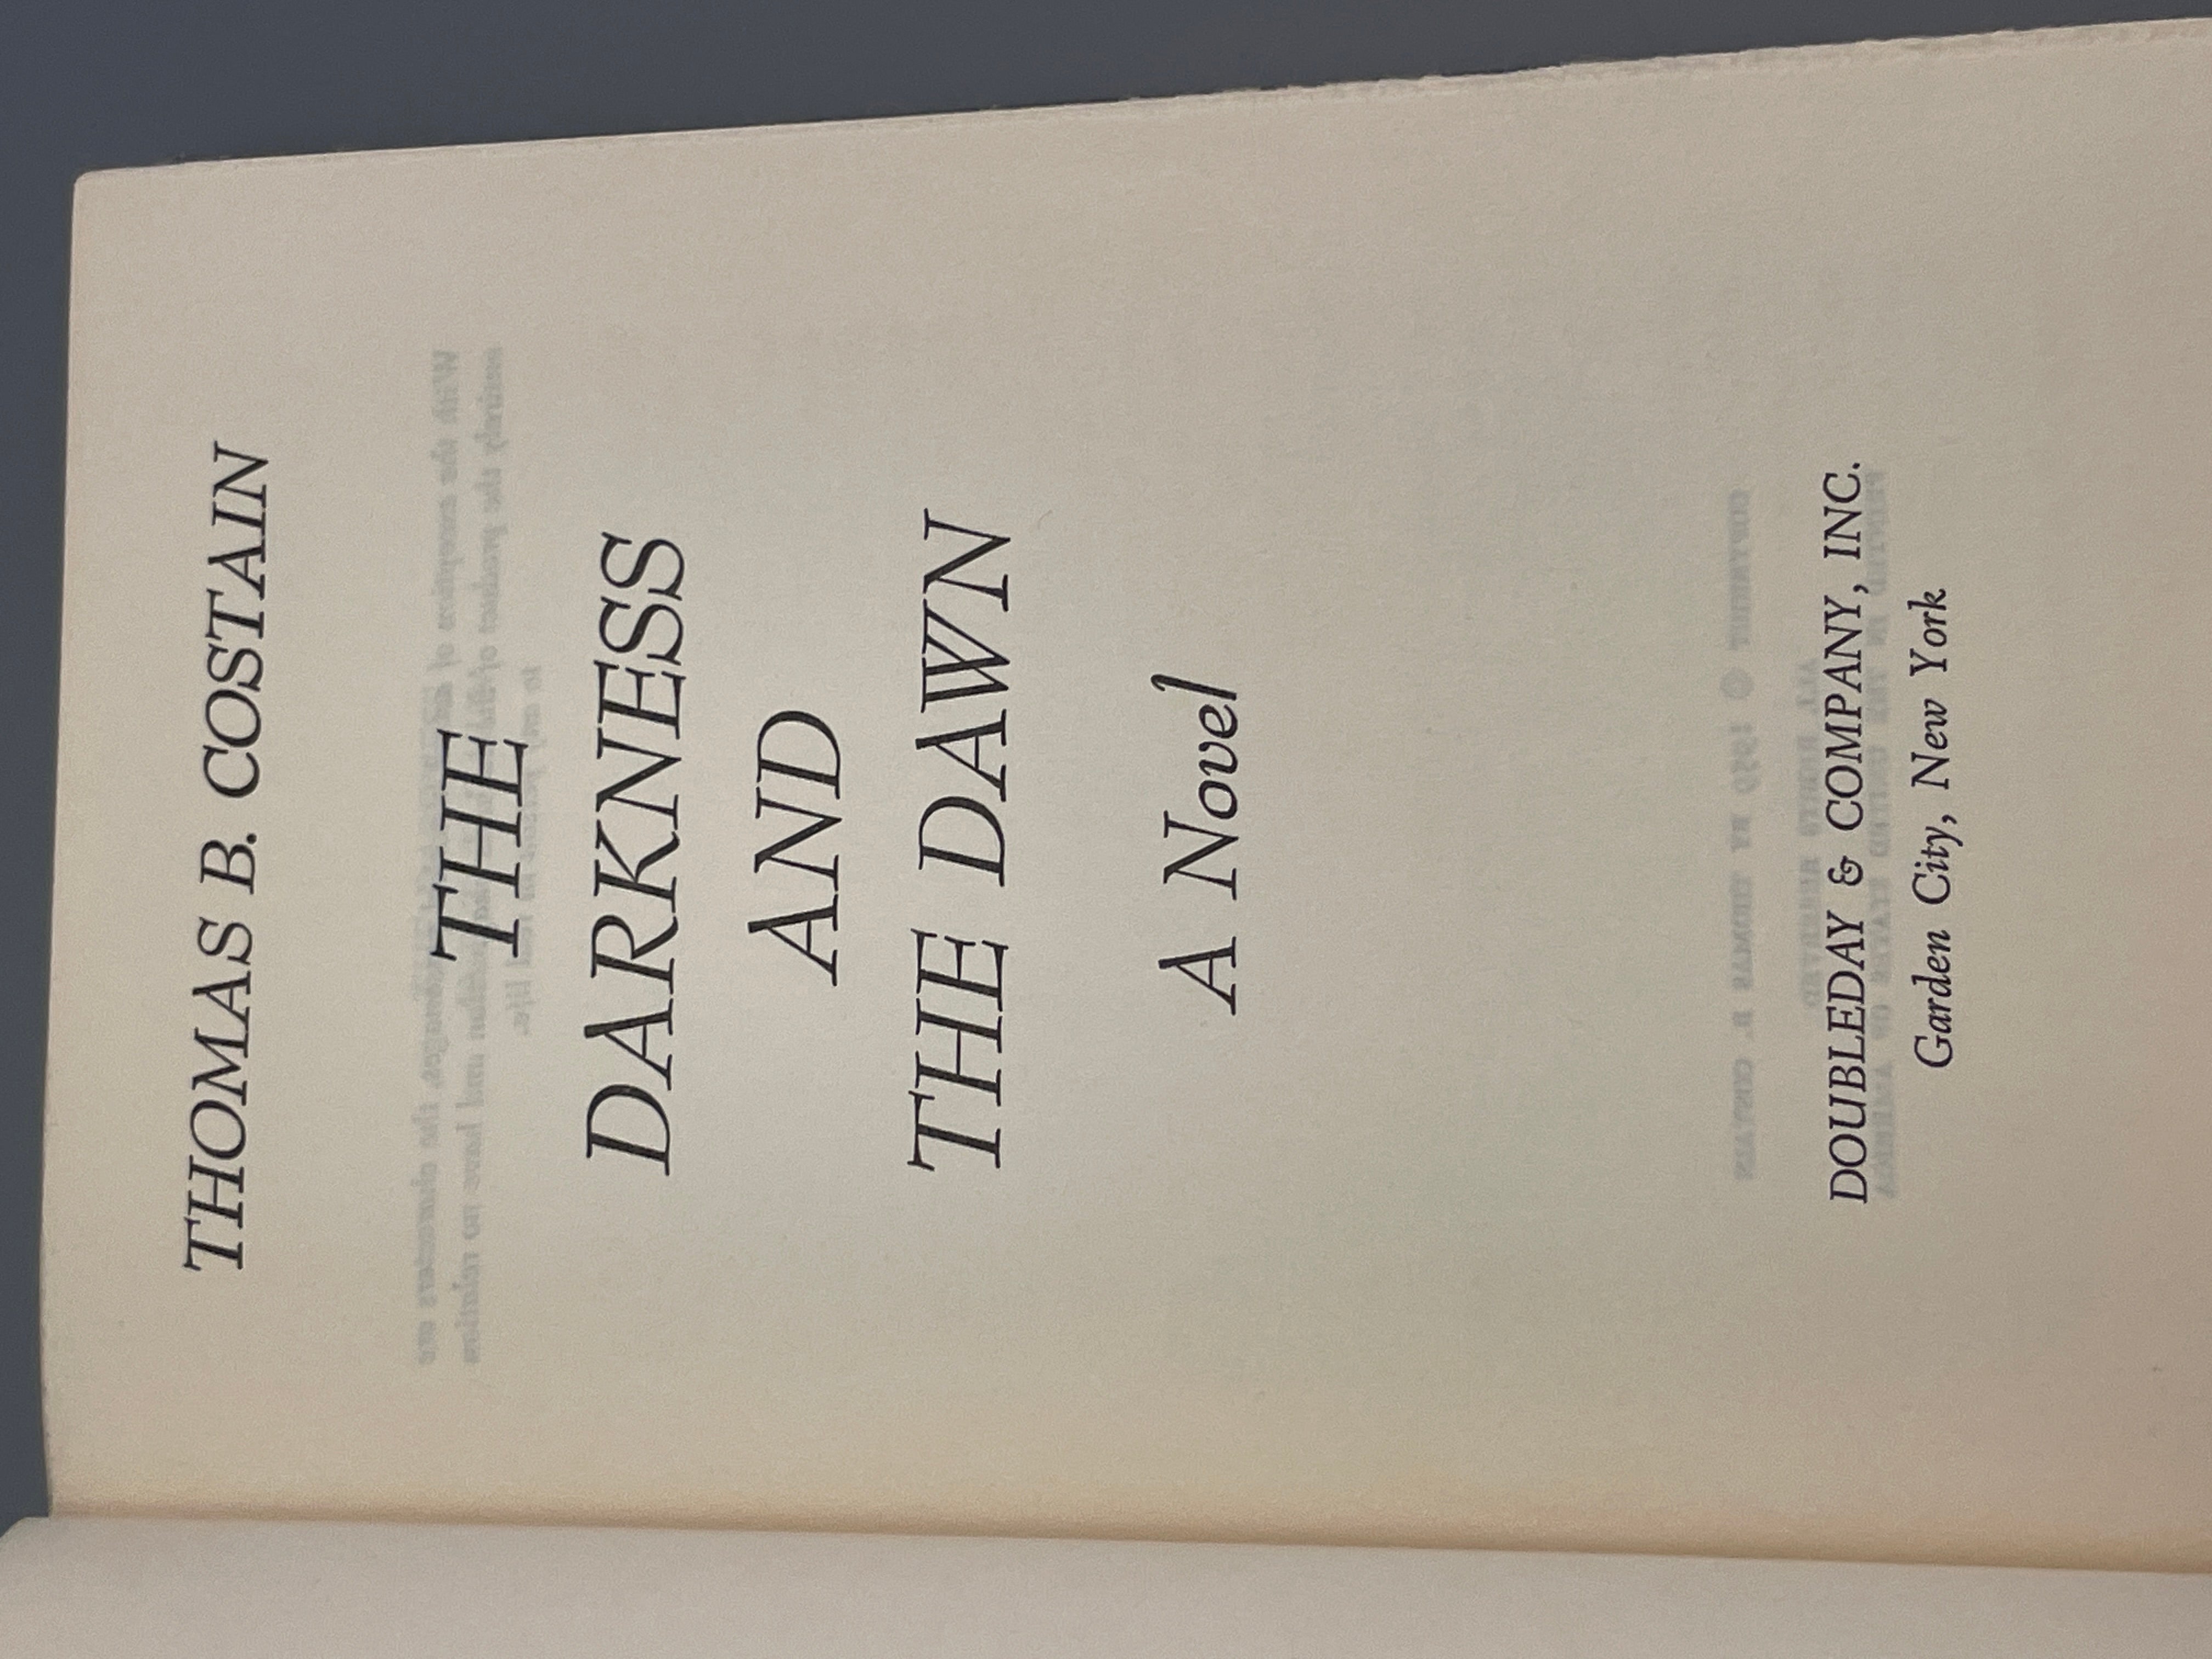 THOMAS B. COSTAIN
THE
DARKNESS
AND
THE DAWN
A Novel
DOUBLEDAY & COMPANY, INC.
Garden City, New York